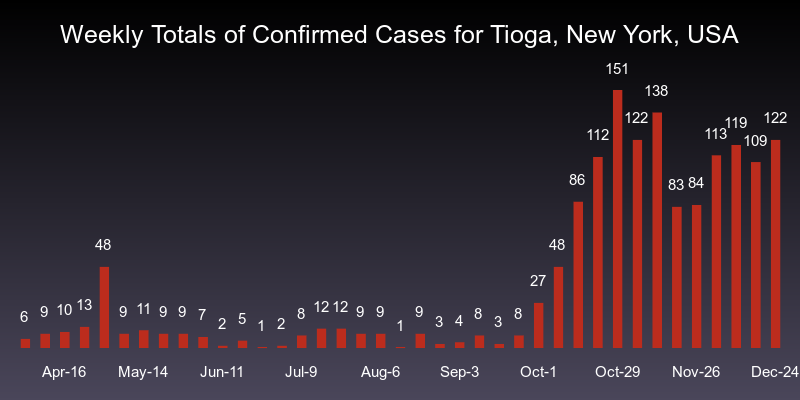 Weekly Totals of Confirmed Cases for Tioga, New York, USA
6 9 10 13 48 9 11 9 9 7 2 5 1 2 8 12 12 9 9 1 9 3 4 8 3 8 27 48 86 112 151 122 138 83 84 113 119 109 122
Apr-16 May-14 Jun-11 Jul-9 Aug-6 Sep-3 Oct-1 Oct-29 Nov-26 Dec-24